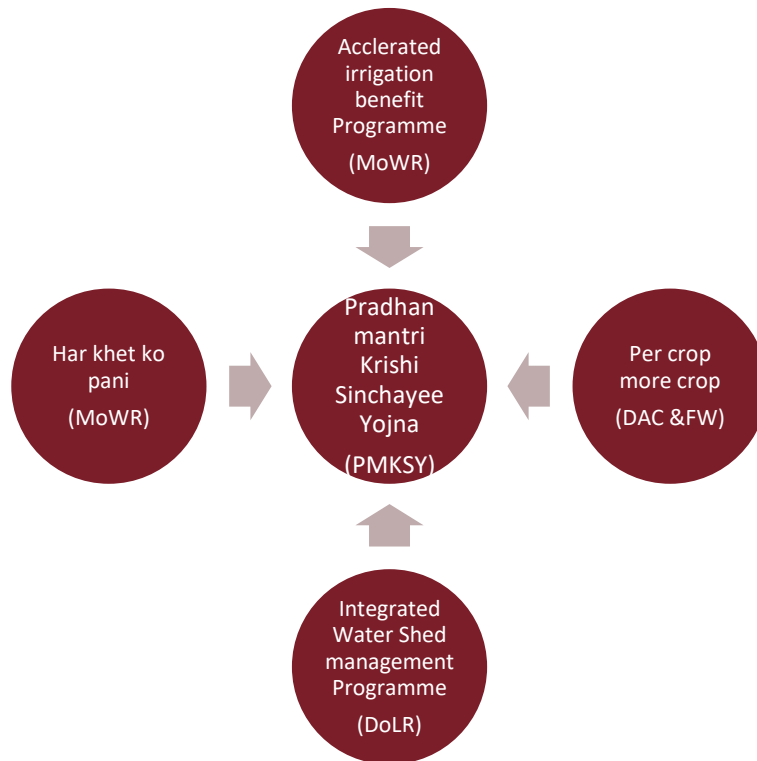 Acclerated
irrigation
benefit
Programme
(MoWR)
Har khet ko
pani
(MoWR)
Pradhan
mantri
Krishi
Sinchayee
Yojna
(PMKSY)
Per crop
more crop
(DAC &FW)
Integrated
Water Shed
management
Programme
(DoLR)